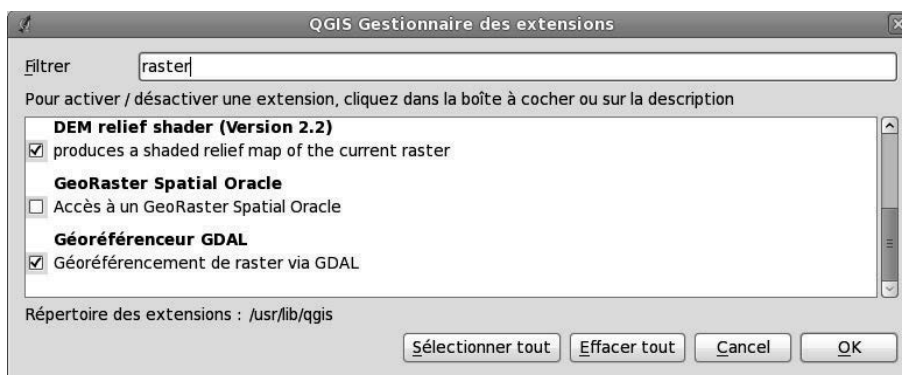 QGIS Gestionnaire des extensions
Filtrer raster
Pour activer / désactiver une extension, cliquez dans la boîte à cocher ou sur la description
DEM relief shader (Version 2.2)
produces a shaded relief map of the current raster
GeoRaster Spatial Oracle
Accès à un GeoRaster Spatial Oracle
Géoréférenceur GDAL
Géoréférencement de raster via GDAL
Répertoire des extensions : /usr/lib/qgis
Sélectionner tout Effacer tout Cancel OK